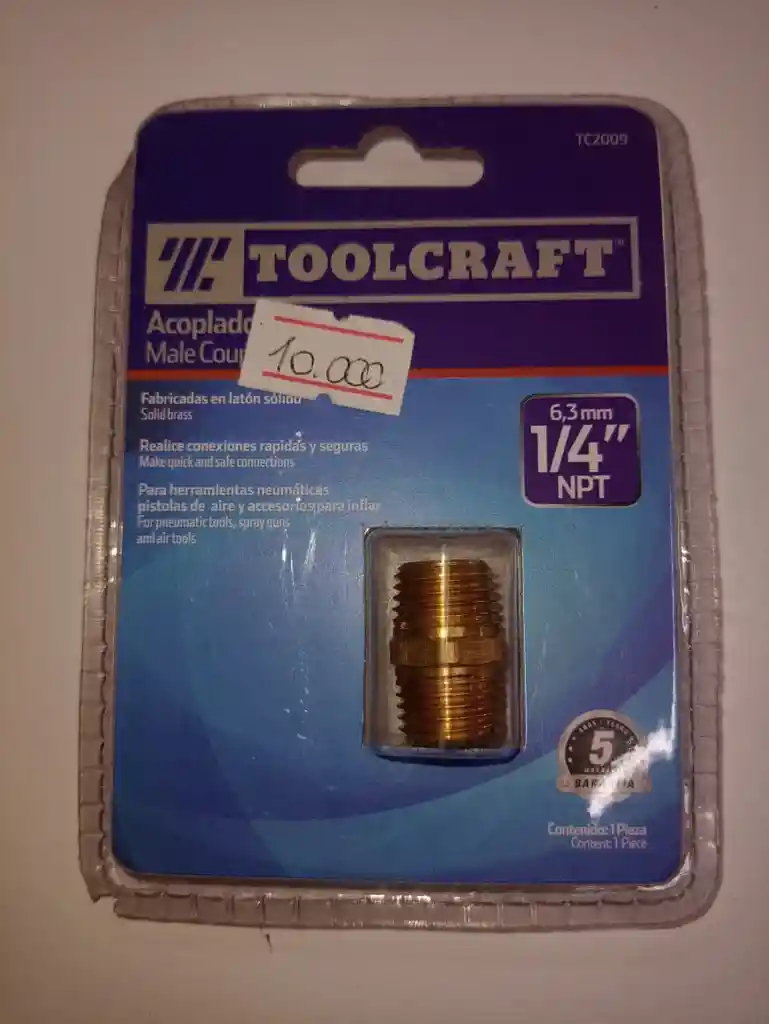 TC2009
TOOLCRAFT
Acoplado
Male Cou
10.000
Fabricadas en latón sólido
Solid brass
Realice conexiones rapidas y seguras
Make quick and safe connections
Para herramientas neumáticas
pistolas de aire y accesorios para inflar
For pneumatic tools, spray guns
and air tools
6,3 mm
1/4”
NPT
5
GARANTIA
Contenido: 1 Pieza
Content: 1 Piece